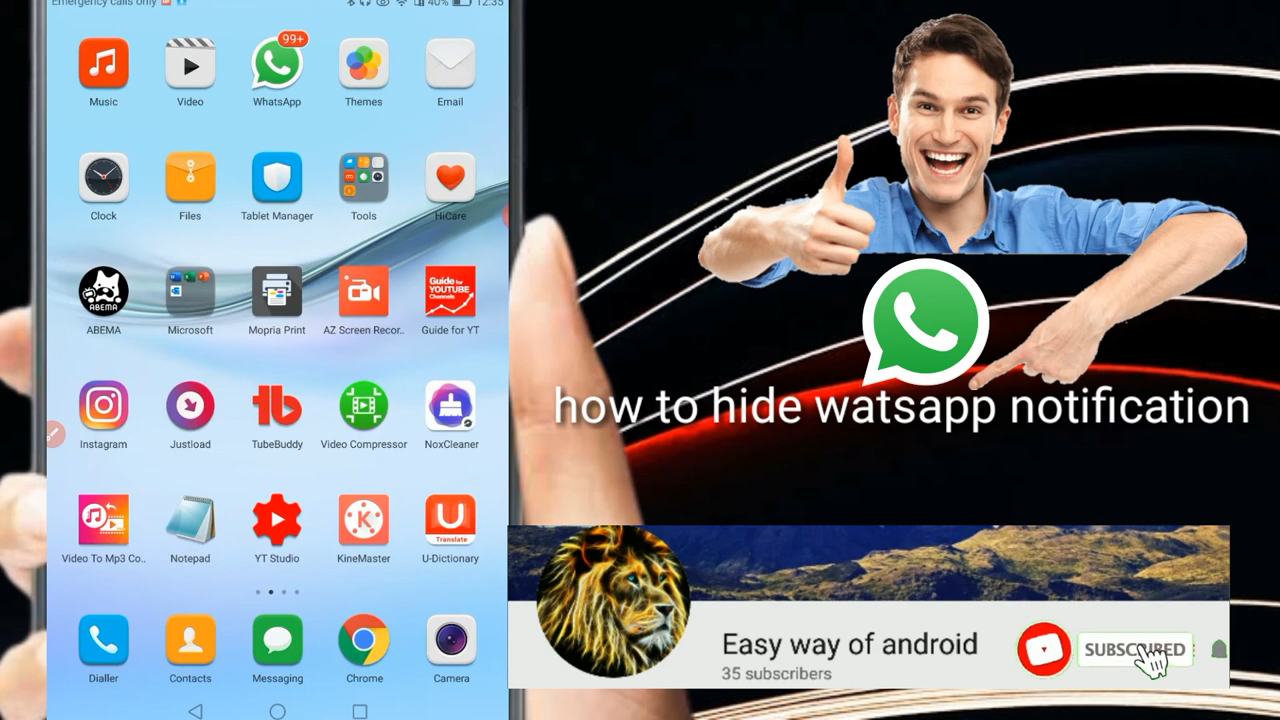 Emergency calls only
40%
12:35
99+
Music
Video
WhatsApp
Themes
Email
Clock
Files
Tablet Manager
Tools
HiCare
ABEMA
Guide for
YOUTUBE
Channels
ABEMA
Microsoft
Mopria Print
AZ Screen Recor..
Guide for YT
Instagram
Justload
TubeBuddy
Video Compressor
NoxCleaner
U
Translate
K
Video To Mp3 Co..
Notepad
YT Studio
KineMaster
U-Dictionary
Dialler
Contacts
Messaging
Chrome
Camera
how to hide watsapp notification
Easy way of android
35 subscribers
SUBSCRIBED